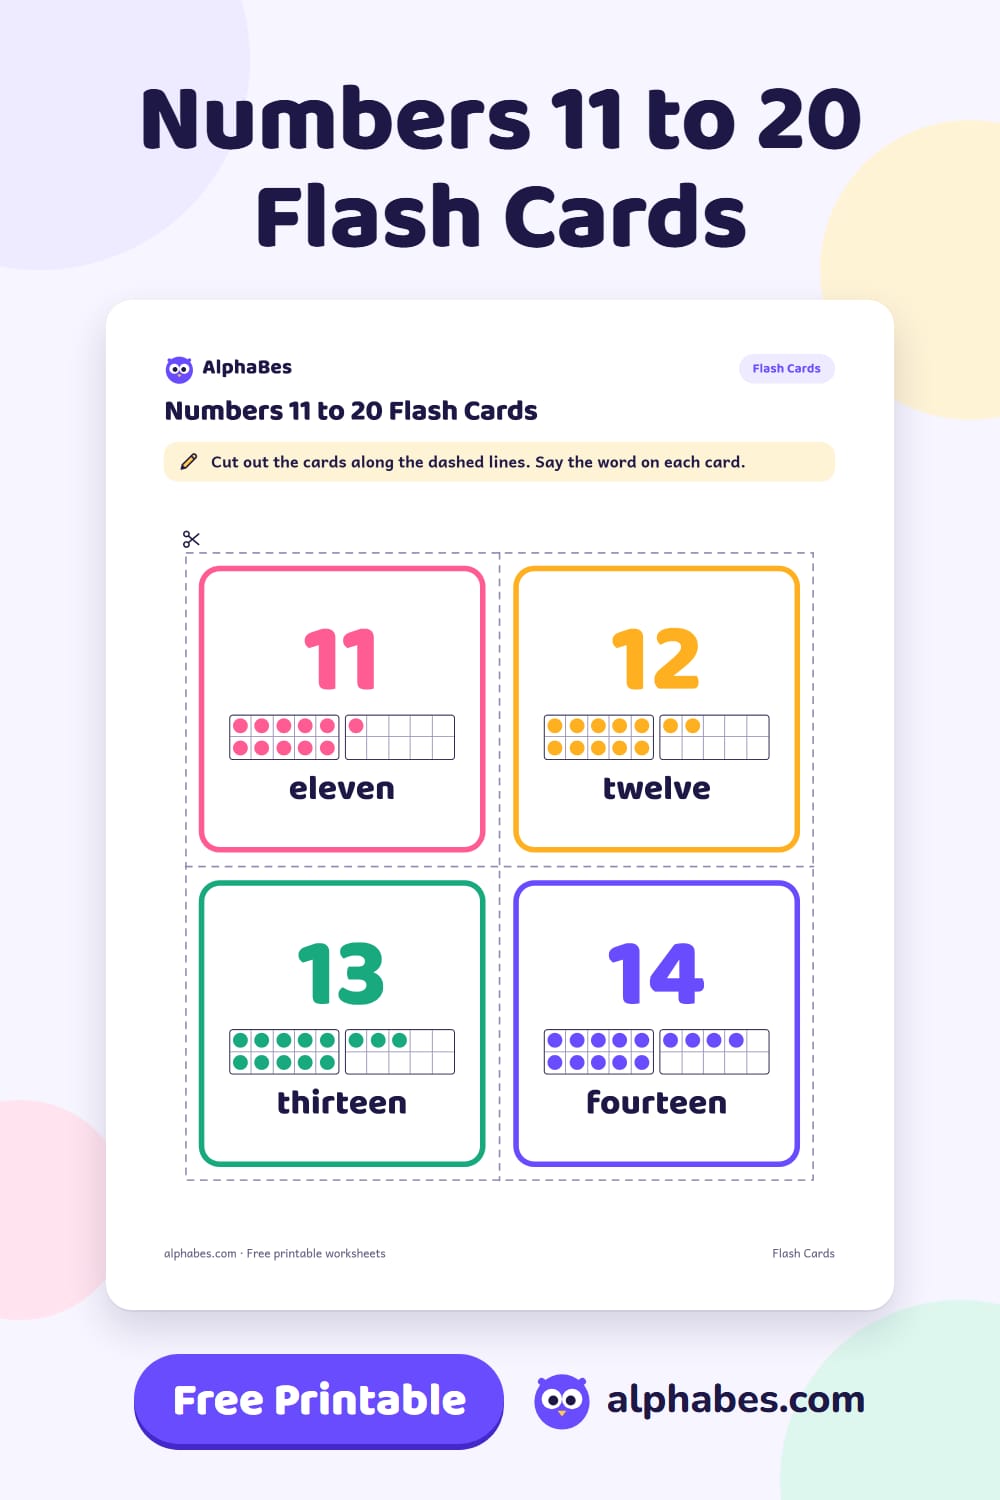 Numbers 11 to 20
Flash Cards
AlphaBes
Flash Cards
Numbers 11 to 20 Flash Cards
Cut out the cards along the dashed lines. Say the word on each card.
11
eleven
12
twelve
13
thirteen
14
fourteen
alphabes.com · Free printable worksheets
Flash Cards
Free Printable
alphabes.com